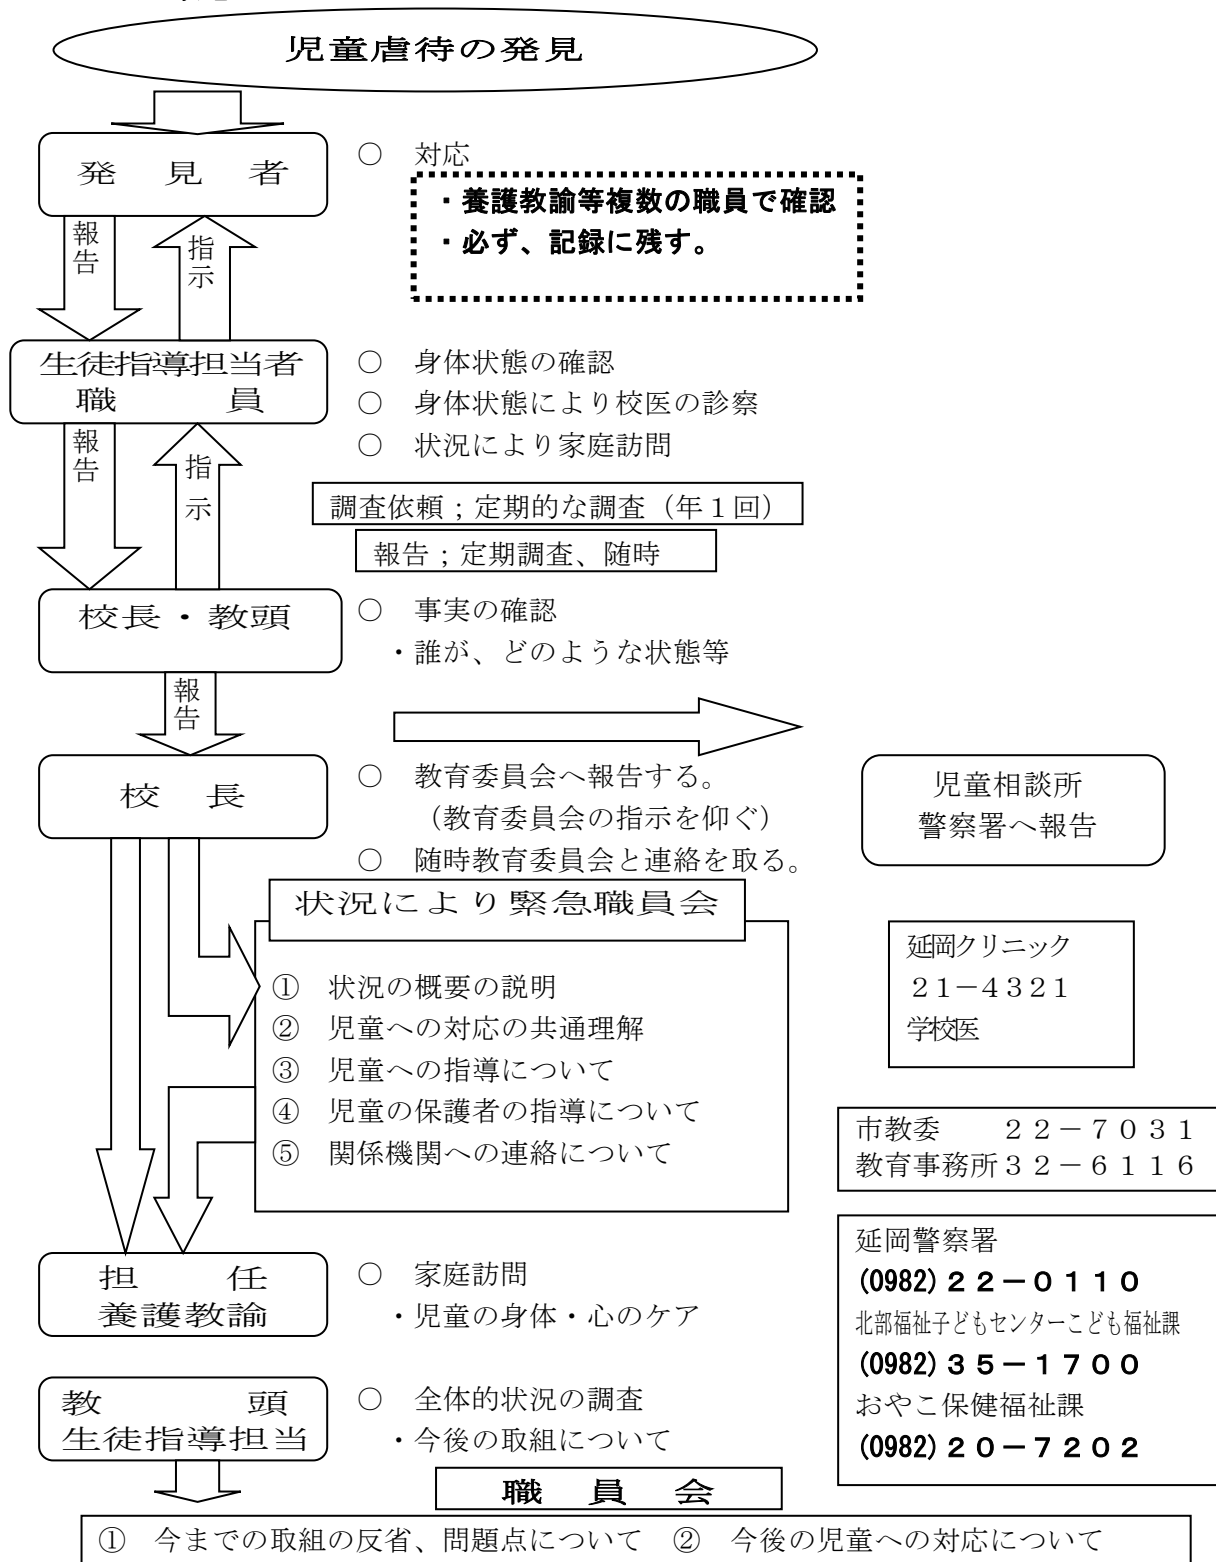 児童虐待の発見
発　見　者
○　対応
・養護教諭等複数の職員で確認
・必ず、記録に残す。
報告
指示
生徒指導担当者
職　　　員
○　身体状態の確認
○　身体状態により校医の診察
○　状況により家庭訪問
報告
指示
調査依頼；定期的な調査（年１回）
報告；定期調査、随時
校長・教頭
○　事実の確認
・誰が、どのような状態等
報告
校　長
○　教育委員会へ報告する。
（教育委員会の指示を仰ぐ）
○　随時教育委員会と連絡を取る。
児童相談所
警察署へ報告
状況により緊急職員会
①　状況の概要の説明
②　児童への対応の共通理解
③　児童への指導について
④　児童の保護者の指導について
⑤　関係機関への連絡について
延岡クリニック
２１－４３２１
学校医
市教委　　２２－７０３１
教育事務所３２－６１１６
延岡警察署
(0982)２２－０１１０
北部福祉子どもセンターこども福祉課
(0982)３５－１７００
おやこ保健福祉課
(0982)２０－７２０２
担　　任
養護教諭
○　家庭訪問
・児童の身体・心のケア
教　　　頭
生徒指導担当
○　全体的状況の調査
・今後の取組について
職　員　会
①　今までの取組の反省、問題点について　②　今後の児童への対応について